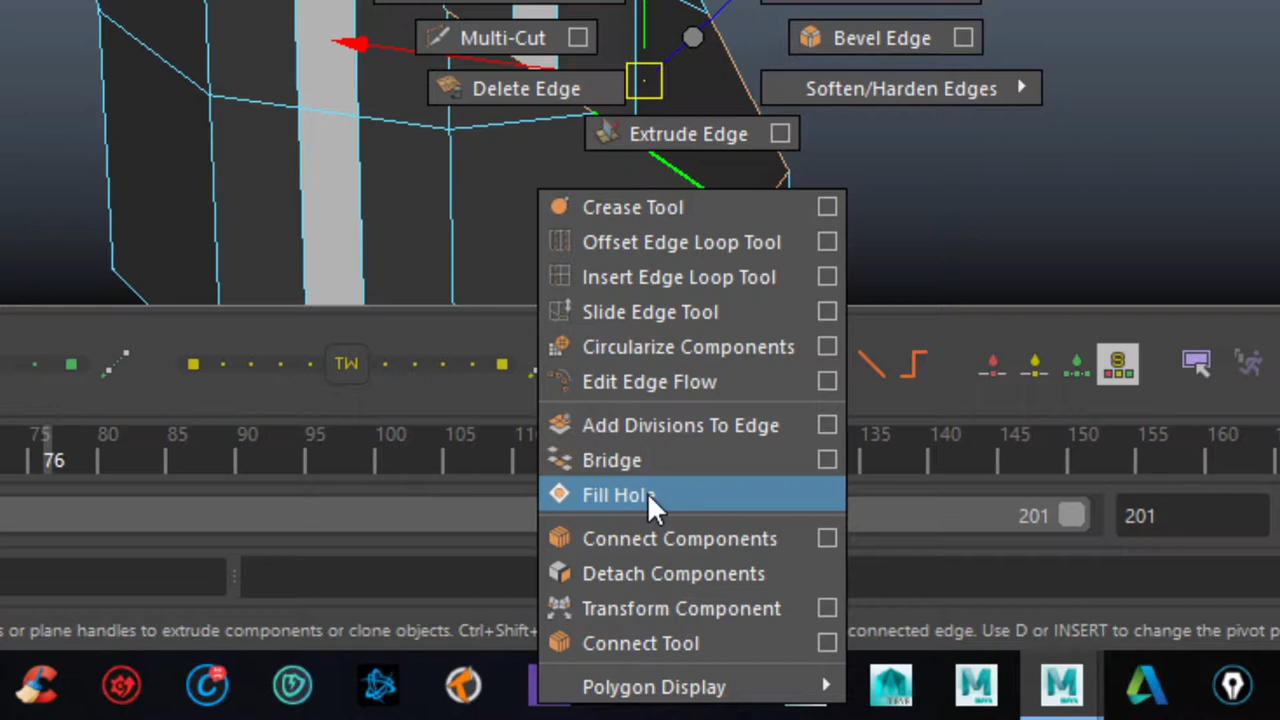 Multi-Cut
Bevel Edge
Delete Edge
Soften/Harden Edges
Extrude Edge
Crease Tool
Offset Edge Loop Tool
Insert Edge Loop Tool
Slide Edge Tool
Circularize Components
Edit Edge Flow
TW
S
75 80 85 90 95 100 105 135 140 145 150 155 160
76
Add Divisions To Edge
Bridge
Fill Hole
201 201
Connect Components
Detach Components
Transform Component
s or plane handles to extrude components or clone objects. Ctrl+Shift+ connected edge. Use D or INSERT to change the pivot p
Connect Tool
Polygon Display